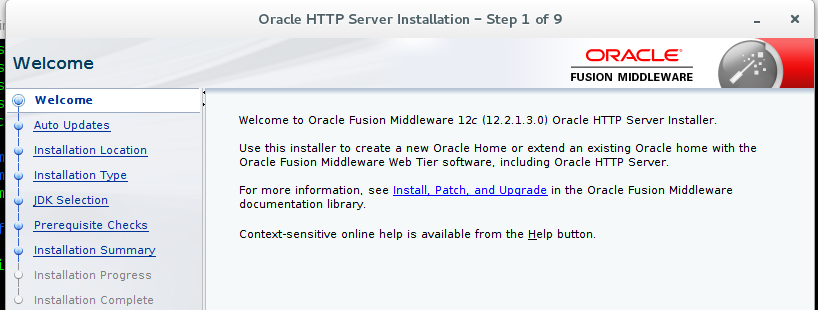 Oracle HTTP Server Installation – Step 1 of 9
Welcome
ORACLE
FUSION MIDDLEWARE
Welcome
Auto Updates
Installation Location
Installation Type
JDK Selection
Prerequisite Checks
Installation Summary
Installation Progress
Installation Complete
Welcome to Oracle Fusion Middleware 12c (12.2.1.3.0) Oracle HTTP Server Installer.
Use this installer to create a new Oracle Home or extend an existing Oracle home with the
Oracle Fusion Middleware Web Tier software, including Oracle HTTP Server.
For more information, see Install, Patch, and Upgrade in the Oracle Fusion Middleware
documentation library.
Context-sensitive online help is available from the Help button.